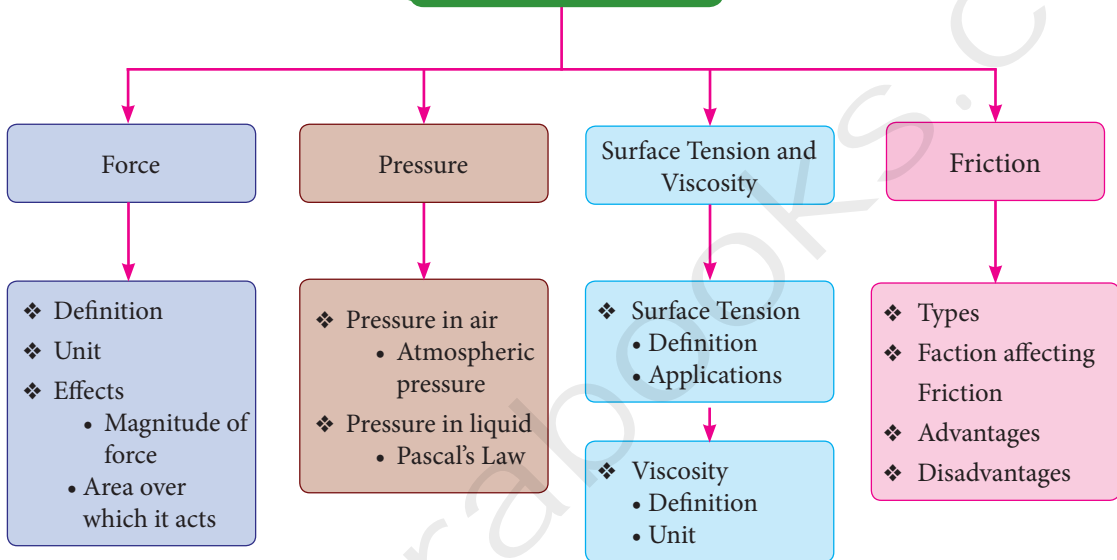 Force
Pressure
Surface Tension and
Viscosity
Friction
❖ Definition
❖ Unit
❖ Effects
• Magnitude of
force
• Area over
which it acts
❖ Pressure in air
• Atmospheric
pressure
❖ Pressure in liquid
• Pascal's Law
❖ Surface Tension
• Definition
• Applications
❖ Viscosity
• Definition
• Unit
❖ Types
❖ Faction affecting
Friction
❖ Advantages
❖ Disadvantages
rabooks.c